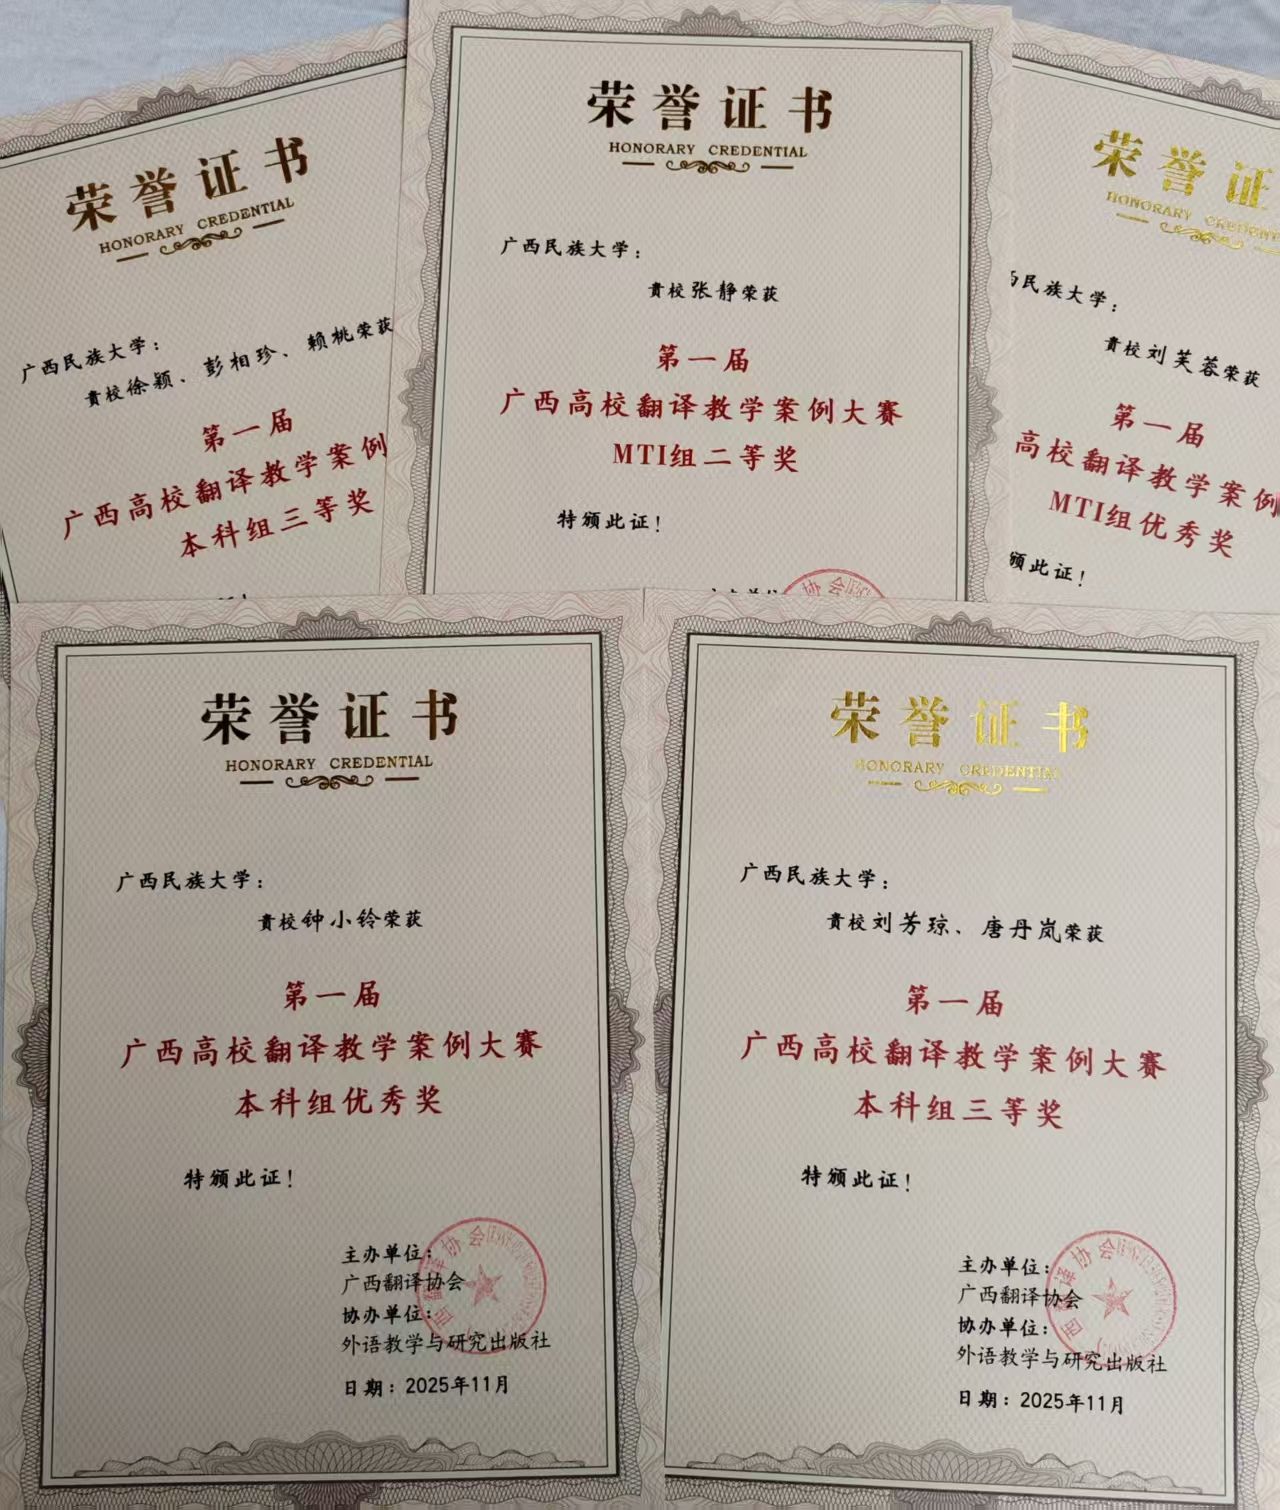 荣誉证书
HONORARY CREDENTIAL
广西民族大学：
贵校徐颖、彭相珍、赖桃荣获
第一届
广西高校翻译教学案例
本科组三等奖
荣誉证书
HONORARY CREDENTIAL
广西民族大学：
贵校张静荣获
第一届
广西高校翻译教学案例大赛
MTI组二等奖
特颁此证！
荣誉证
HONORARY CREDENT
民族大学：
贵校刘芙蓉荣获
第一届
高校翻译教学案例
MTI组优秀奖
颁此证！
荣誉证书
HONORARY CREDENTIAL
广西民族大学：
贵校钟小铃荣获
第一届
广西高校翻译教学案例大赛
本科组优秀奖
特颁此证！
主办单位：
广西翻译协会
协办单位：
外语教学与研究出版社
日期：2025年11月
荣誉证书
HONORARY CREDENTIAL
广西民族大学：
贵校刘芳琼、唐丹岚荣获
第一届
广西高校翻译教学案例大赛
本科组三等奖
特颁此证！
主办单位：
广西翻译协会
协办单位：
外语教学与研究出版社
日期：2025年11月